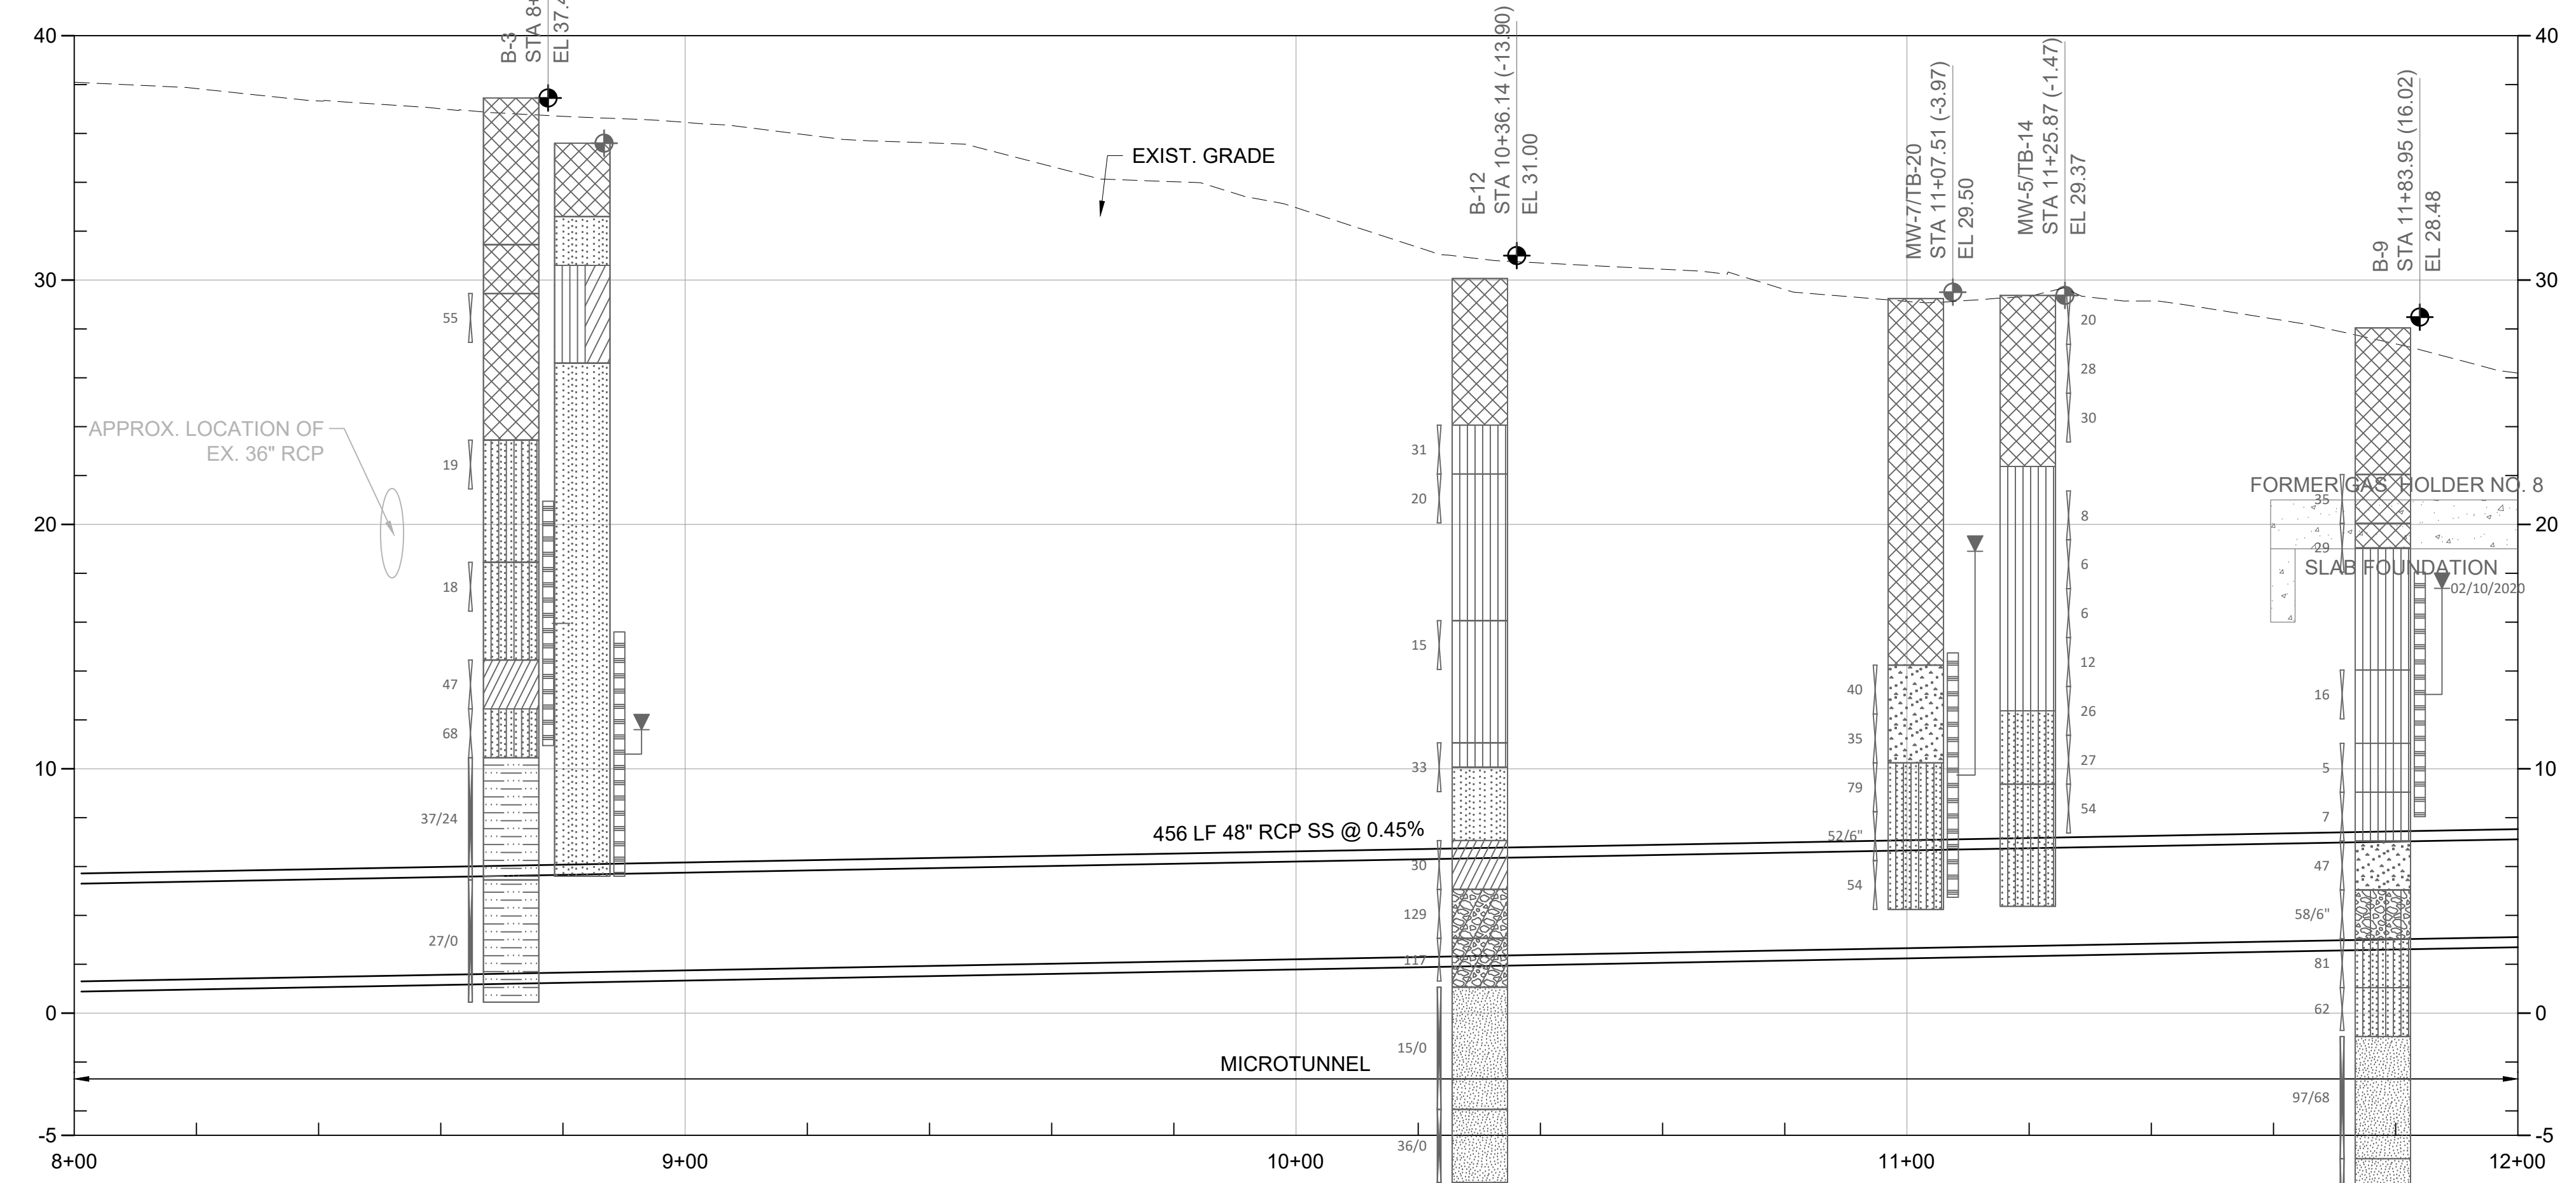 B-3
STA 8+
EL 37.4
B-12
STA 10+36.14 (-13.90)
EL 31.00
MW-7/TB-20
STA 11+07.51 (-3.97)
EL 29.50
MW-5/TB-14
STA 11+25.87 (-1.47)
EL 29.37
B-9
STA 11+83.95 (16.02)
EL 28.48
40
30
20
10
0
-5
40
30
20
10
0
-5
EXIST. GRADE
APPROX. LOCATION OF
EX. 36" RCP
55
19
18
47
68
37/24
27/0
31
20
15
33
30
129
117
15/0
36/0
40
35
79
52/6"
54
20
28
30
8
6
6
12
26
27
54
FORMER GAS HOLDER NO. 8
SLAB FOUNDATION
02/10/2020
35
29
16
5
7
47
58/6"
81
62
97/68
456 LF 48" RCP SS @ 0.45%
MICROTUNNEL
8+00
9+00
10+00
11+00
12+00